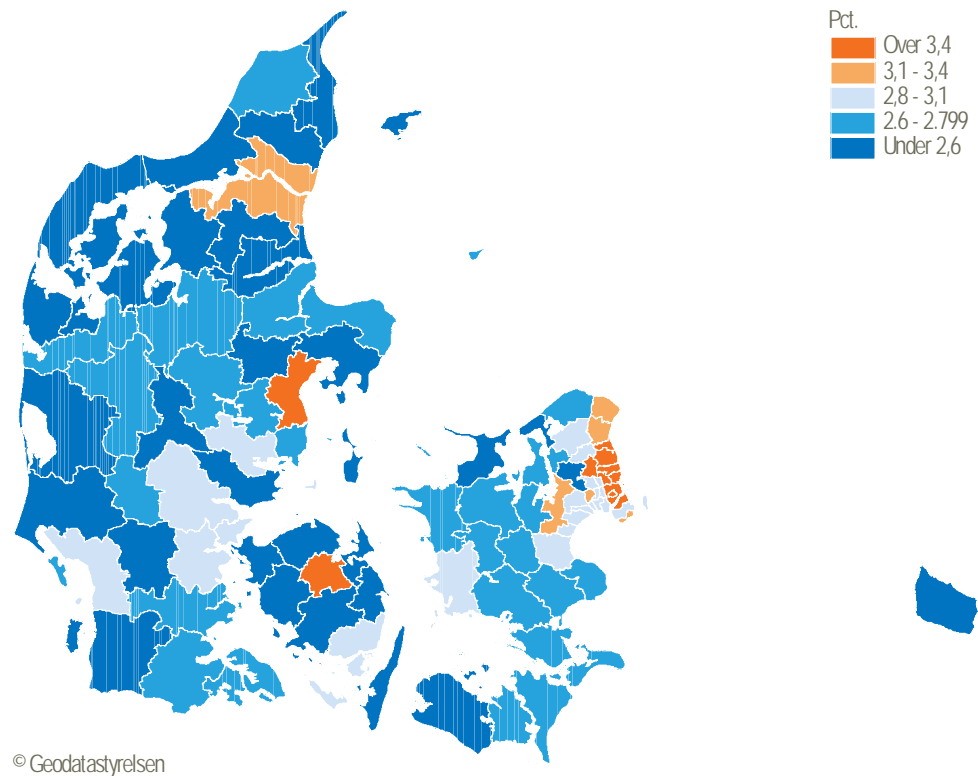 Pct.
Over 3,4
3,1 - 3,4
2,8 - 3,1
2.6 - 2.799
Under 2,6
© Geodatastyrelsen